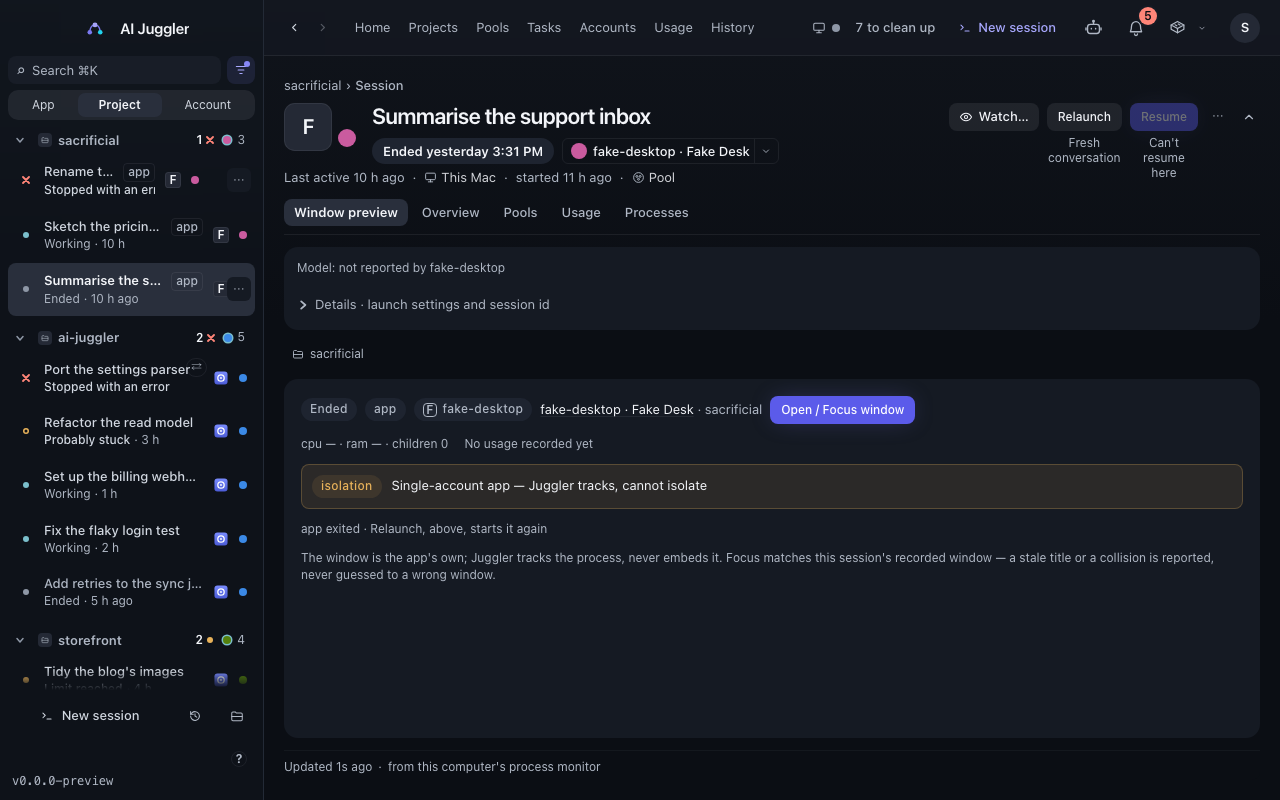 AI Juggler
Search ⌘K
App Project Account
sacrificial 1 3
Rename t... app F
Stopped with an err
Sketch the pricin... app F
Working · 10 h
Summarise the s... app F
Ended · 10 h ago
ai-juggler 2 5
Port the settings parser
Stopped with an error
Refactor the read model
Probably stuck · 3 h
Set up the billing webh...
Working · 1 h
Fix the flaky login test
Working · 2 h
Add retries to the sync j...
Ended · 5 h ago
storefront 2 4
Tidy the blog's images
Limit reached · 4 h
New session
?
v0.0.0-preview
Home Projects Pools Tasks Accounts Usage History 7 to clean up New session 5 S
sacrificial › Session
F
Summarise the support inbox
Ended yesterday 3:31 PM fake-desktop · Fake Desk
Last active 10 h ago · This Mac · started 11 h ago · Pool
Watch... Relaunch Resume ...
Fresh conversation
Can't resume here
Window preview Overview Pools Usage Processes
Model: not reported by fake-desktop
Details · launch settings and session id
sacrificial
Ended app F fake-desktop fake-desktop · Fake Desk · sacrificial Open / Focus window
cpu — · ram — · children 0 No usage recorded yet
isolation Single-account app — Juggler tracks, cannot isolate
app exited · Relaunch, above, starts it again
The window is the app's own; Juggler tracks the process, never embeds it. Focus matches this session's recorded window — a stale title or a collision is reported,
never guessed to a wrong window.
Updated 1s ago · from this computer's process monitor